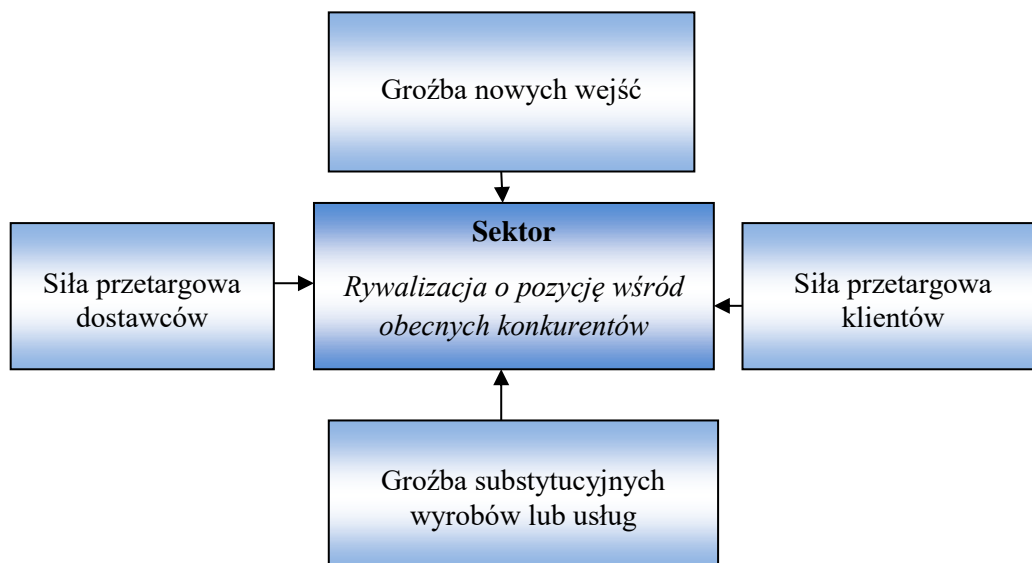 Groźba nowych wejść
Siła przetargowa
dostawców
Sektor
Rywalizacja o pozycję wśród
obecnych konkurentów
Siła przetargowa
klientów
Groźba substytucyjnych
wyrobów lub usług